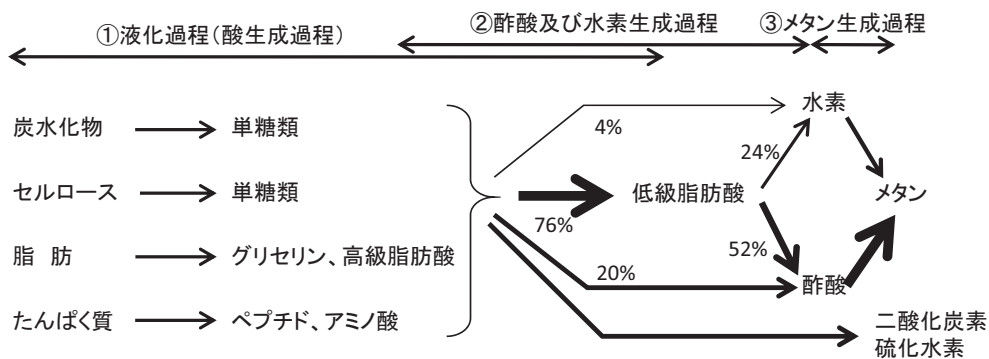 ①液化過程(酸生成過程)
②酢酸及び水素生成過程
③メタン生成過程
炭水化物
単糖類
セルロース
単糖類
脂 肪
グリセリン、高級脂肪酸
たんぱく質
ペプチド、アミノ酸
4%
水素
24%
76%
低級脂肪酸
メタン
52%
20%
酢酸
二酸化炭素
硫化水素